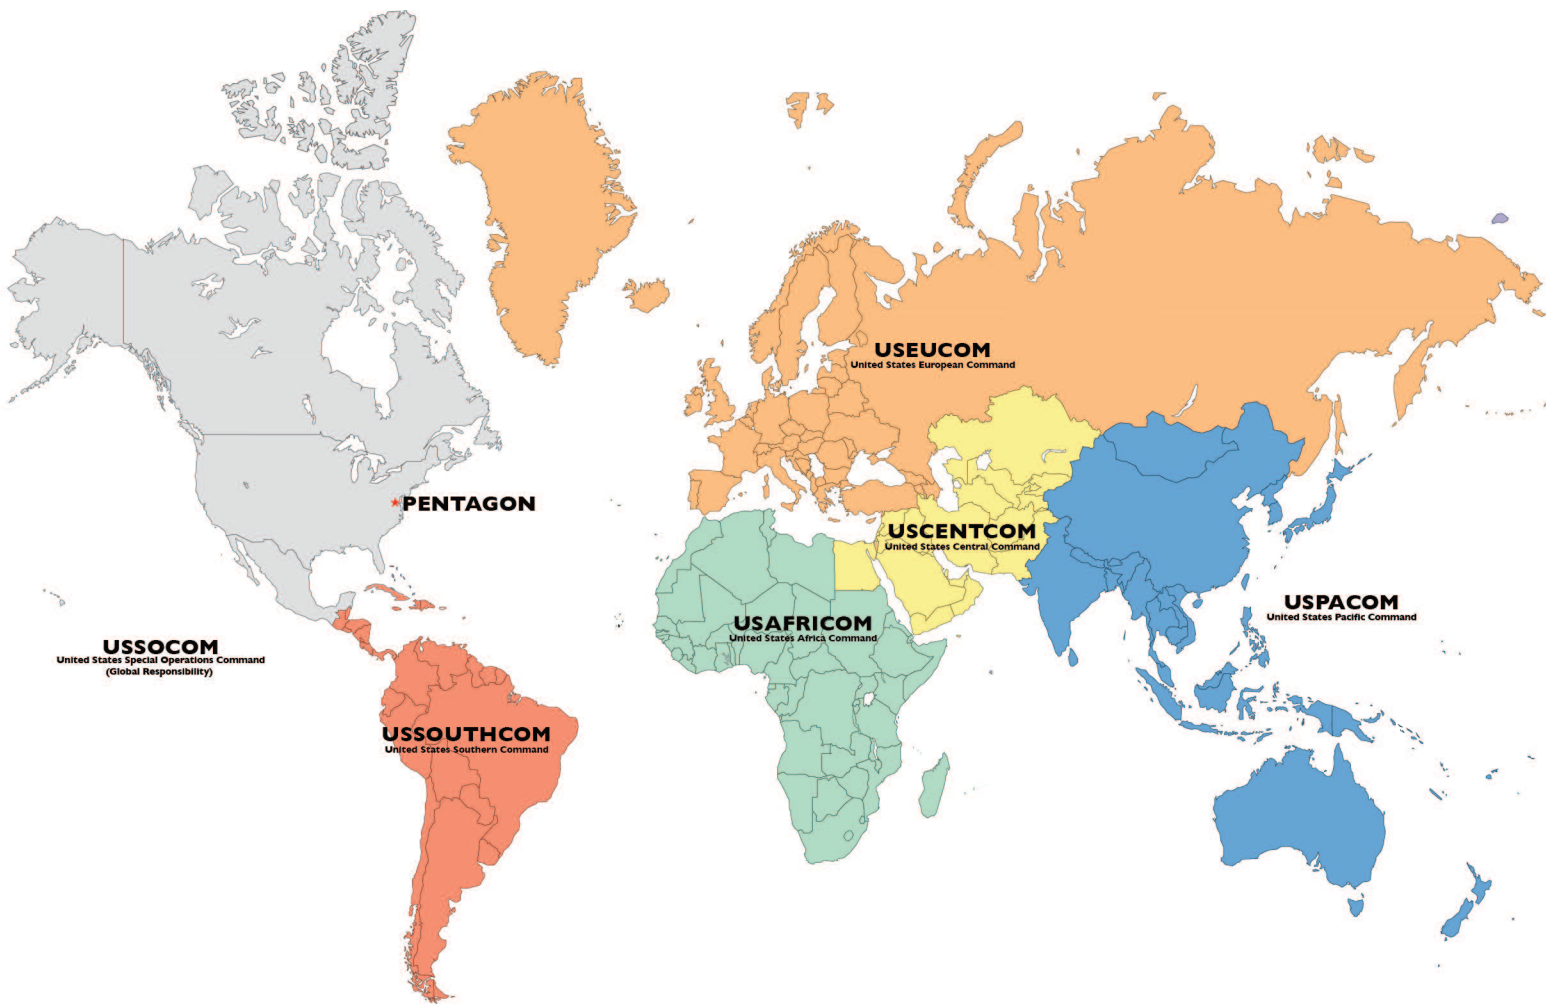 USEUCOM
United States European Command
PENTAGON
USCENTCOM
United States Central Command
USPACOM
United States Pacific Command
USAFRICOM
United States Africa Command
USSOCOM
United States Special Operations Command
(Global Responsibility)
USSOUTHCOM
United States Southern Command